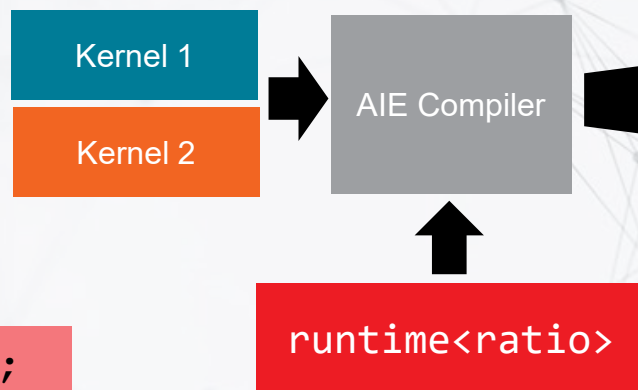 Kernel 1
AIE Compiler
Kernel 2
runtime<ratio>
;